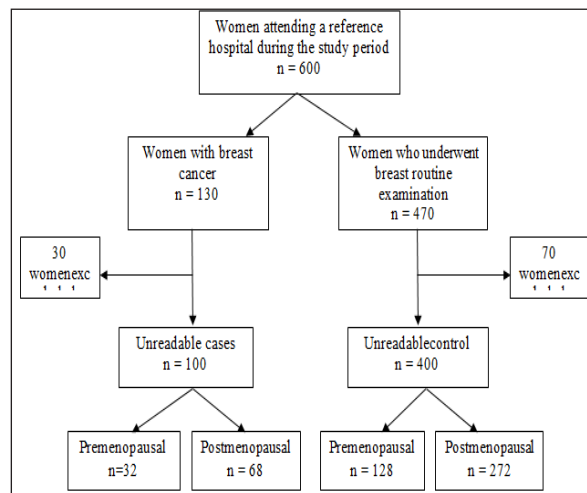 Women attending a reference
hospital during the study period
n = 600
Women with breast
cancer
n = 130
Women who underwent
breast routine
examination
n = 470
30
womenexc
70
womenexc
Unreadable cases
n = 100
Unreadablecontrol
n = 400
Premenopausal
n=32
Postmenopausal
n = 68
Premenopausal
n = 128
Postmenopausal
n = 272